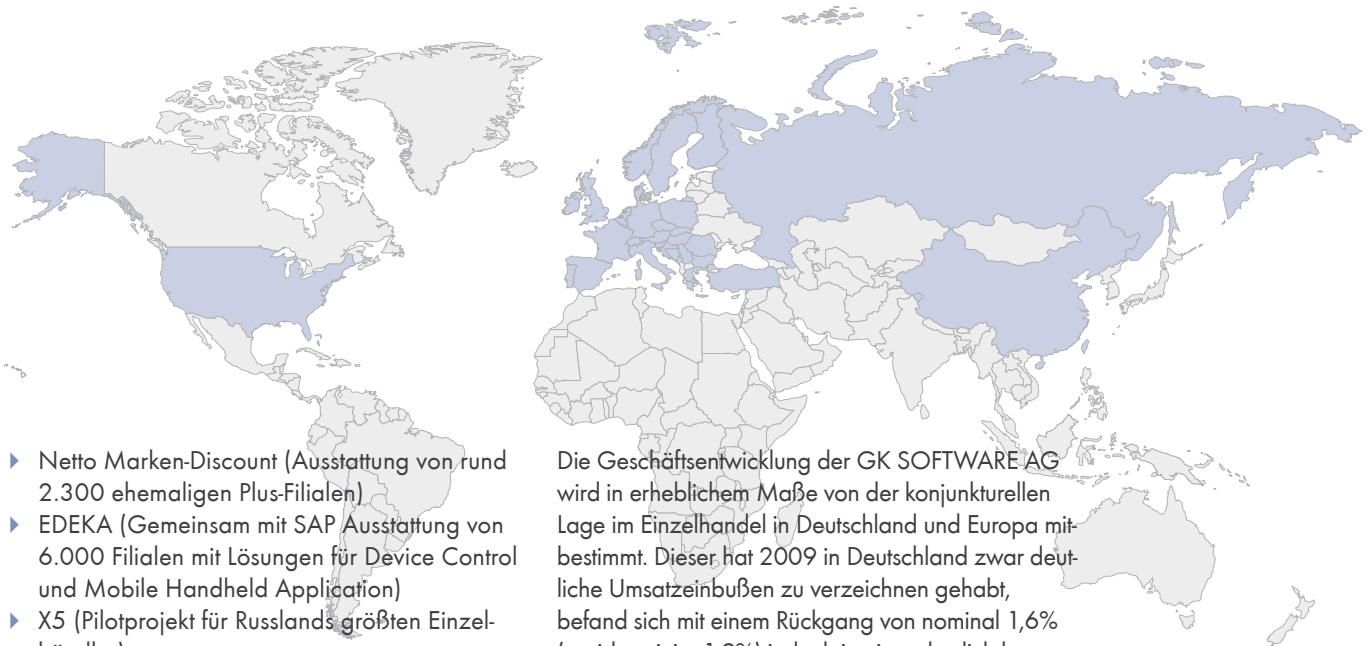 Netto Marken-Discount (Ausstattung von rund
2.300 ehemaligen Plus-Filialen)
EDEKA (Gemeinsam mit SAP Ausstattung von
6.000 Filialen mit Lösungen für Device Control
und Mobile Handheld Application)
X5 (Pilotprojekt für Russlands größten Einzel-
Die Geschäftsentwicklung der GK SOFTWARE AG
wird in erheblichem Maße von der konjunkturellen
Lage im Einzelhandel in Deutschland und Europa mit-
bestimmt. Dieser hat 2009 in Deutschland zwar deut-
liche Umsatzeinbußen zu verzeichnen gehabt,
befand sich mit einem Rückgang von nominal 1,6%